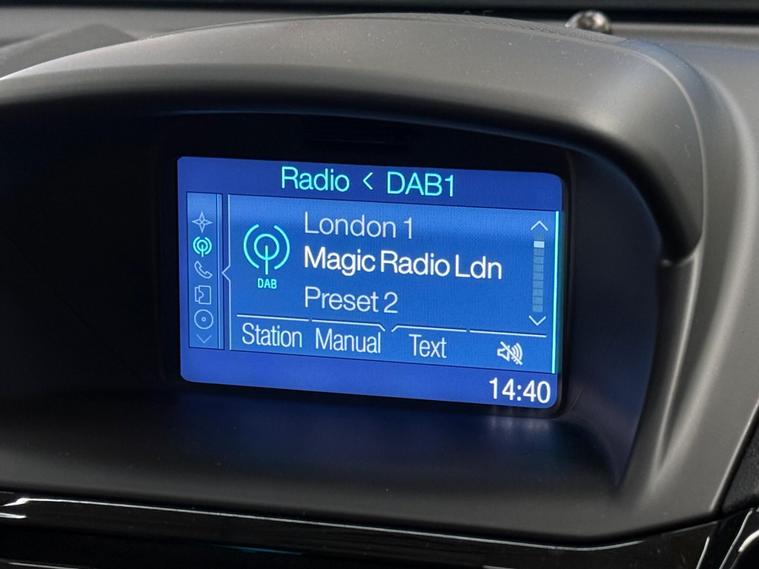 Radio < DAB1
London 1
Magic Radio Ldn
DAB
Preset 2
Station Manual Text
14:40